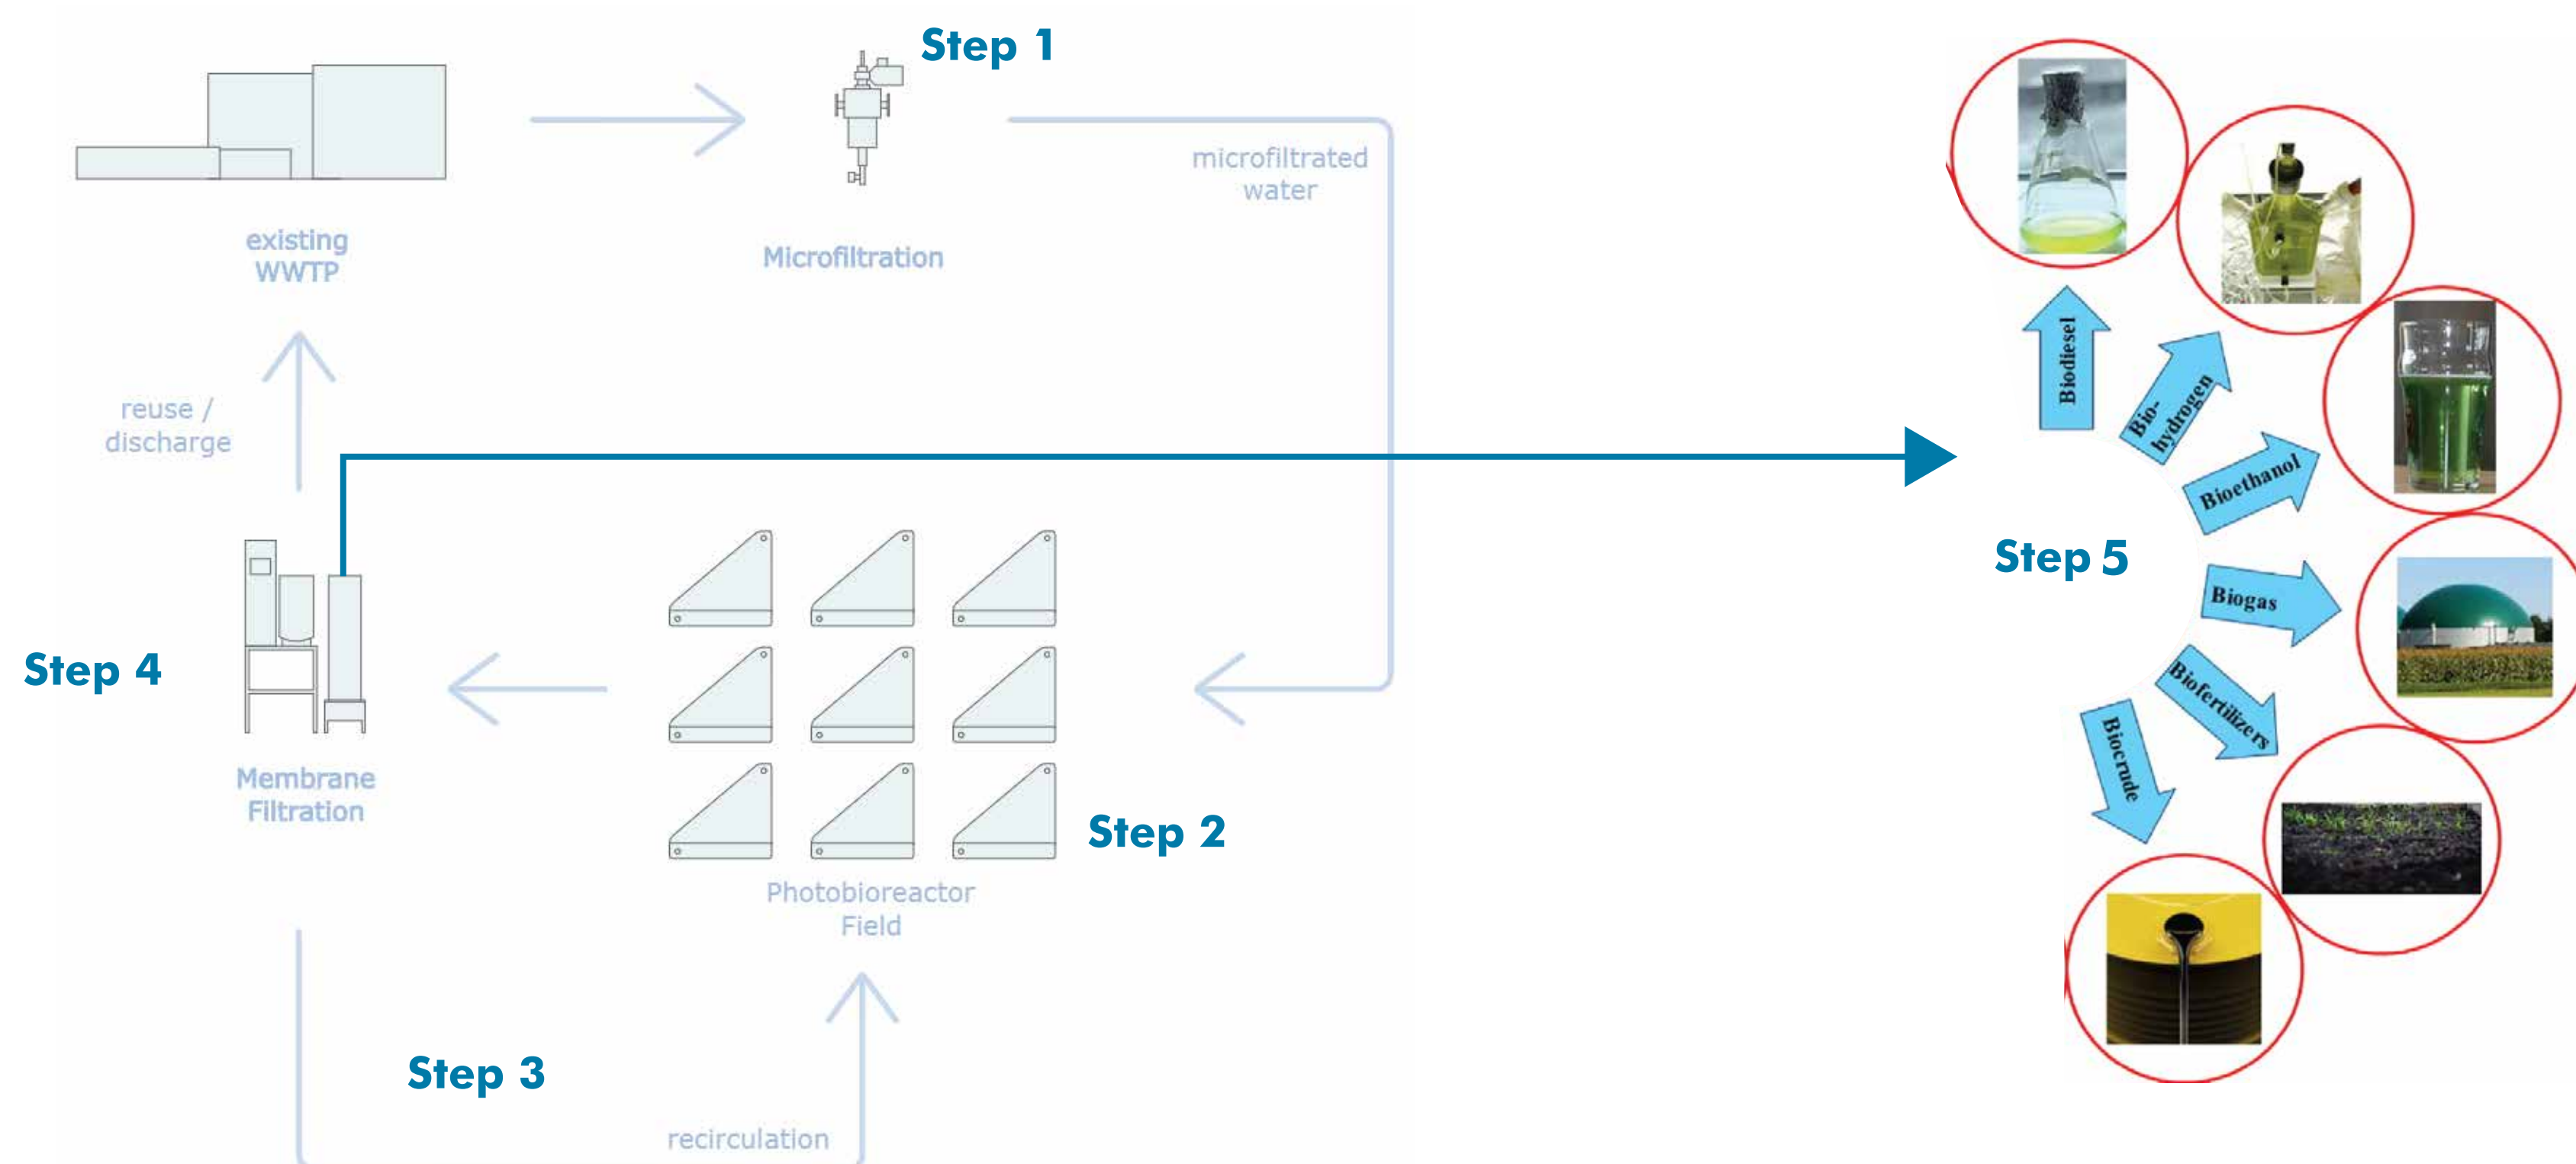 Step 1
existing
WWTP
Microfiltration
microfiltrated
water
reuse /
discharge
Step 4
Membrane
Filtration
Step 2
Photobioreactor
Field
Step 3
recirculation
Step 5
Biodiesel
Bio-
hydrogen
Bioethanol
Biogas
Biofertilizers
Biocrude